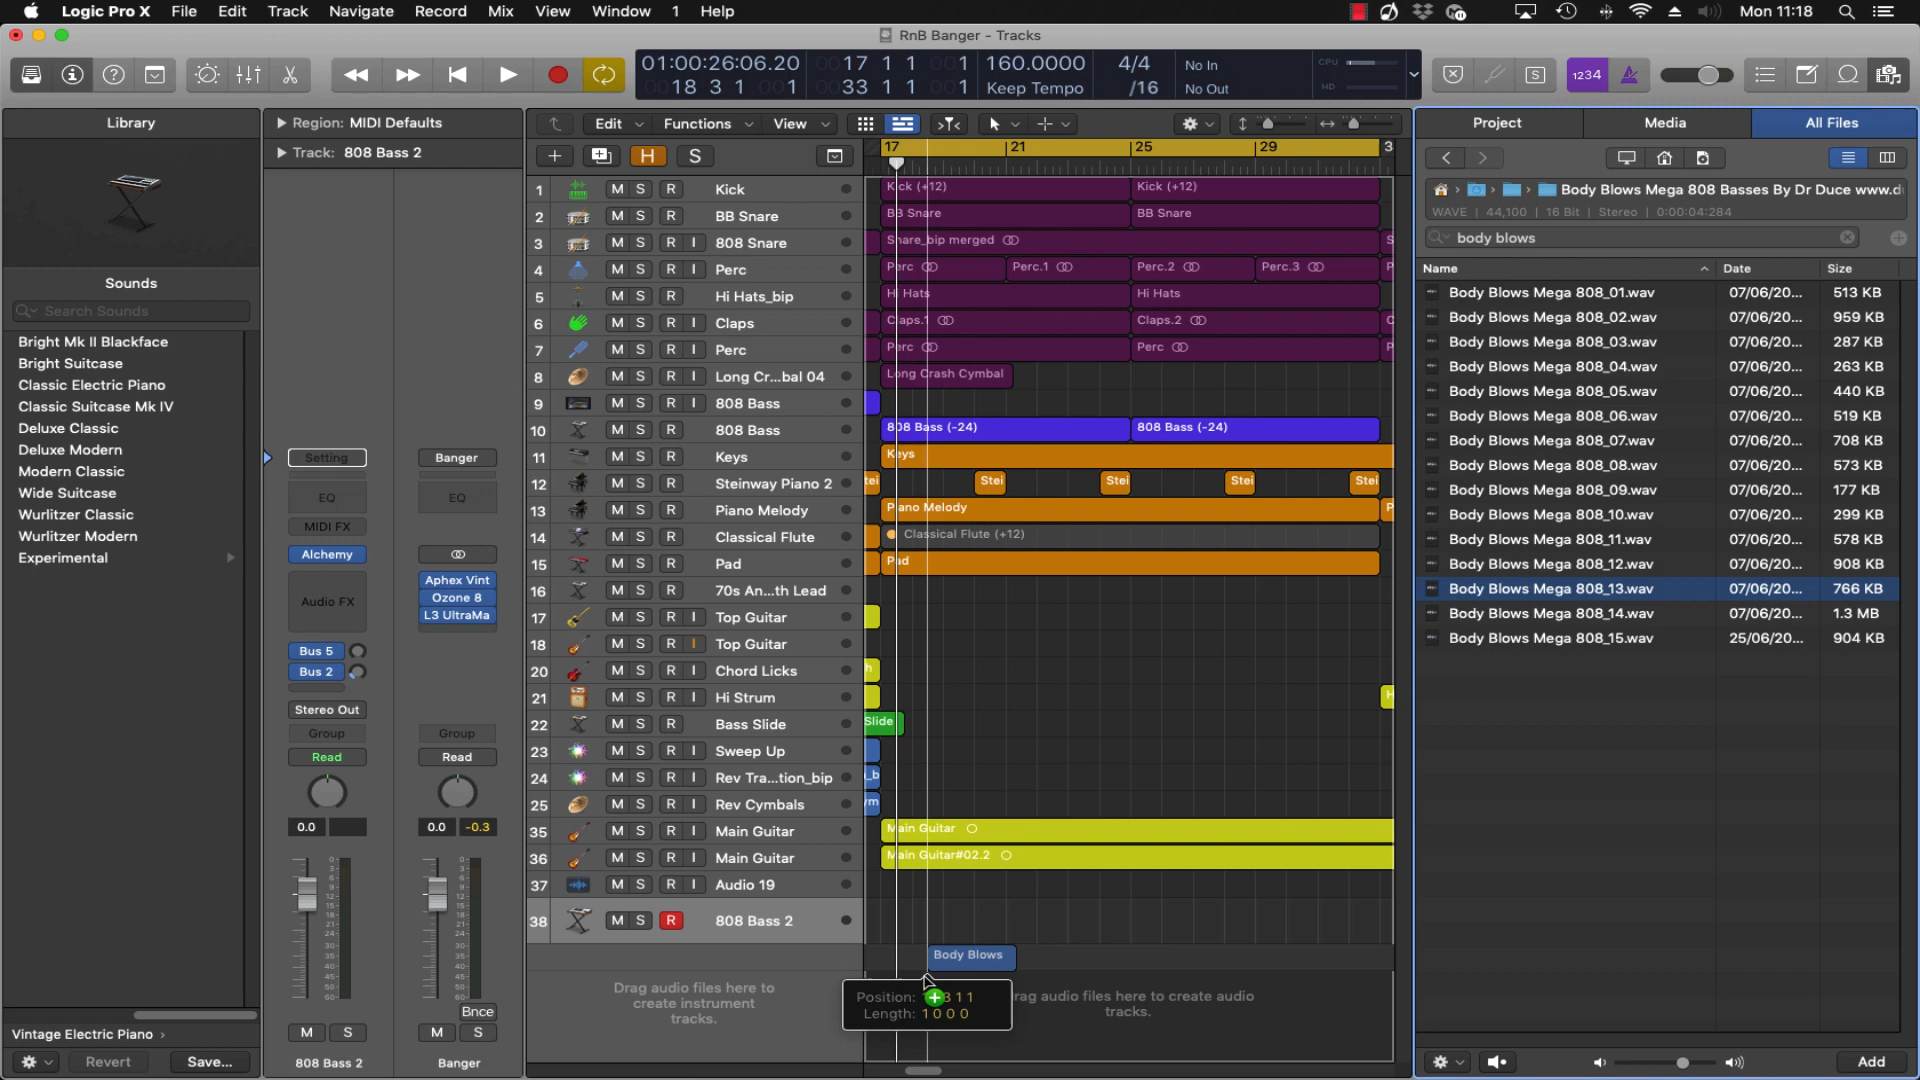 Logic Pro X File Edit Track Navigate Record Mix View Window 1 Help Mon 11:18
RnB Banger - Tracks
01:00:26:06.20 0017 1 1 001 160.0000 4/4 No In CPU
0018 3 1 001 0033 1 1 001 Keep Tempo /16 No Out HD
1234
Library
Sounds
Search Sounds
Bright Mk II Blackface
Bright Suitcase
Classic Electric Piano
Classic Suitcase Mk IV
Deluxe Classic
Deluxe Modern
Modern Classic
Wide Suitcase
Wurlitzer Classic
Wurlitzer Modern
Experimental
Vintage Electric Piano
Revert Save...
Region: MIDI Defaults
Track: 808 Bass 2
Setting Banger
EQ EQ
MIDI FX
Alchemy
Audio FX
Aphex Vint
Ozone 8
L3 UltraMa
Bus 5
Bus 2
Stereo Out
Group Group
Read Read
0.0 0.0 -0.3
Bnce
M S M S
808 Bass 2 Banger
Edit Functions View
H S
17 21 25 29 3
1 M S R Kick Kick (+12) Kick (+12)
2 M S R BB Snare BB Snare BB Snare
3 M S R I 808 Snare Snare_bip merged S
4 M S R I Perc Perc Perc.1 Perc.2 Perc.3 P
5 M S R Hi Hats_bip Hi Hats Hi Hats
6 M S R I Claps Claps.1 Claps.2 C
7 M S R I Perc Perc Perc P
8 M S R I Long Cr...bal 04 Long Crash Cymbal
9 M S R I 808 Bass
10 M S R 808 Bass 808 Bass (-24) 808 Bass (-24)
11 M S R Keys Keys
12 M S R Steinway Piano 2 tei Stei Stei Stei Stei
13 M S R Piano Melody Piano Melody P
14 M S R Classical Flute Classical Flute (+12)
15 M S R Pad Pad
16 M S R 70s An...th Lead
17 M S R I Top Guitar
18 M S R I Top Guitar
20 M S R I Chord Licks h
21 M S R I Hi Strum H
22 M S R Bass Slide Slide
23 M S R I Sweep Up
24 M S R I Rev Tra...tion_bip _b
25 M S R I Rev Cymbals ym
35 M S R I Main Guitar Main Guitar
36 M S R I Main Guitar Main Guitar#02.2
37 M S R I Audio 19
38 M S R 808 Bass 2
Body Blows
Drag audio files here to
create instrument
tracks.
Position: 3 1 1
Length: 1 0 0 0
rag audio files here to create audio
tracks.
Project Media All Files
Body Blows Mega 808 Basses By Dr Duce www.d
WAVE | 44,100 | 16 Bit | Stereo | 0:00:04:284
body blows
Name Date Size
Body Blows Mega 808_01.wav 07/06/20... 513 KB
Body Blows Mega 808_02.wav 07/06/20... 959 KB
Body Blows Mega 808_03.wav 07/06/20... 287 KB
Body Blows Mega 808_04.wav 07/06/20... 263 KB
Body Blows Mega 808_05.wav 07/06/20... 440 KB
Body Blows Mega 808_06.wav 07/06/20... 519 KB
Body Blows Mega 808_07.wav 07/06/20... 708 KB
Body Blows Mega 808_08.wav 07/06/20... 573 KB
Body Blows Mega 808_09.wav 07/06/20... 177 KB
Body Blows Mega 808_10.wav 07/06/20... 299 KB
Body Blows Mega 808_11.wav 07/06/20... 578 KB
Body Blows Mega 808_12.wav 07/06/20... 908 KB
Body Blows Mega 808_13.wav 07/06/20... 766 KB
Body Blows Mega 808_14.wav 07/06/20... 1.3 MB
Body Blows Mega 808_15.wav 25/06/20... 904 KB
Add